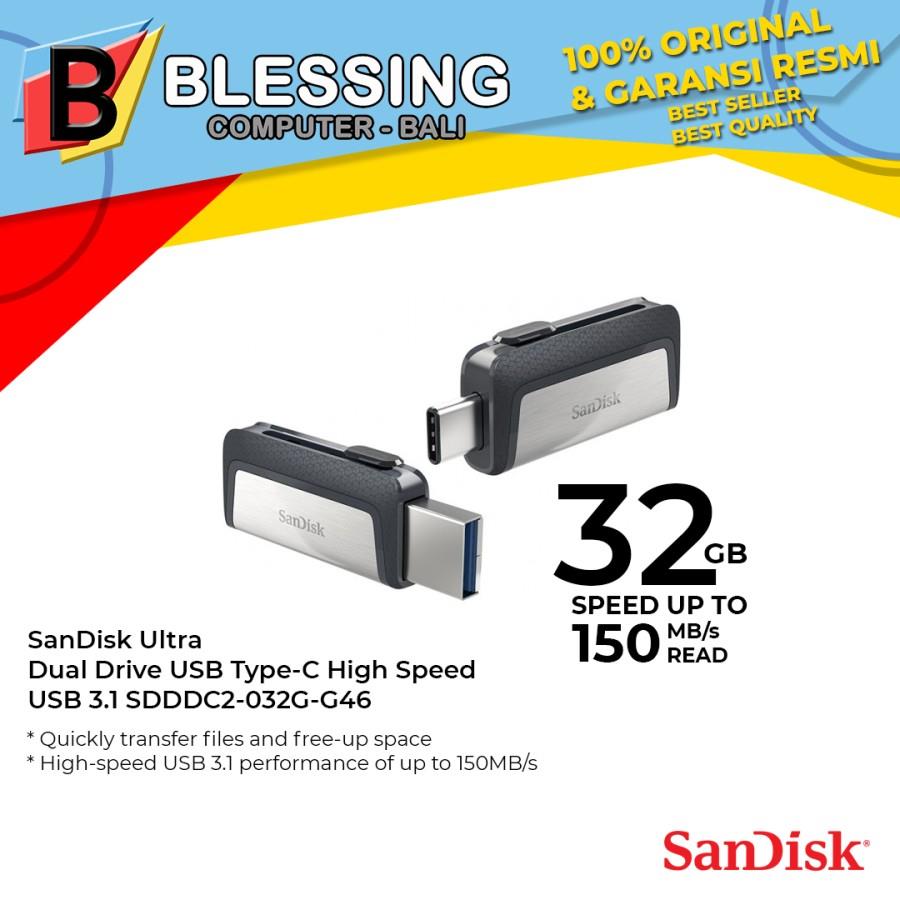 B
BLESSING
COMPUTER - BALI
100% ORIGINAL
& GARANSI RESMI
BEST SELLER
BEST QUALITY
SanDisk
SanDisk
32 GB
SPEED UP TO
150 MB/s
READ
SanDisk Ultra
Dual Drive USB Type-C High Speed
USB 3.1 SDDDC2-032G-G46
* Quickly transfer files and free-up space
* High-speed USB 3.1 performance of up to 150MB/s
SanDisk®